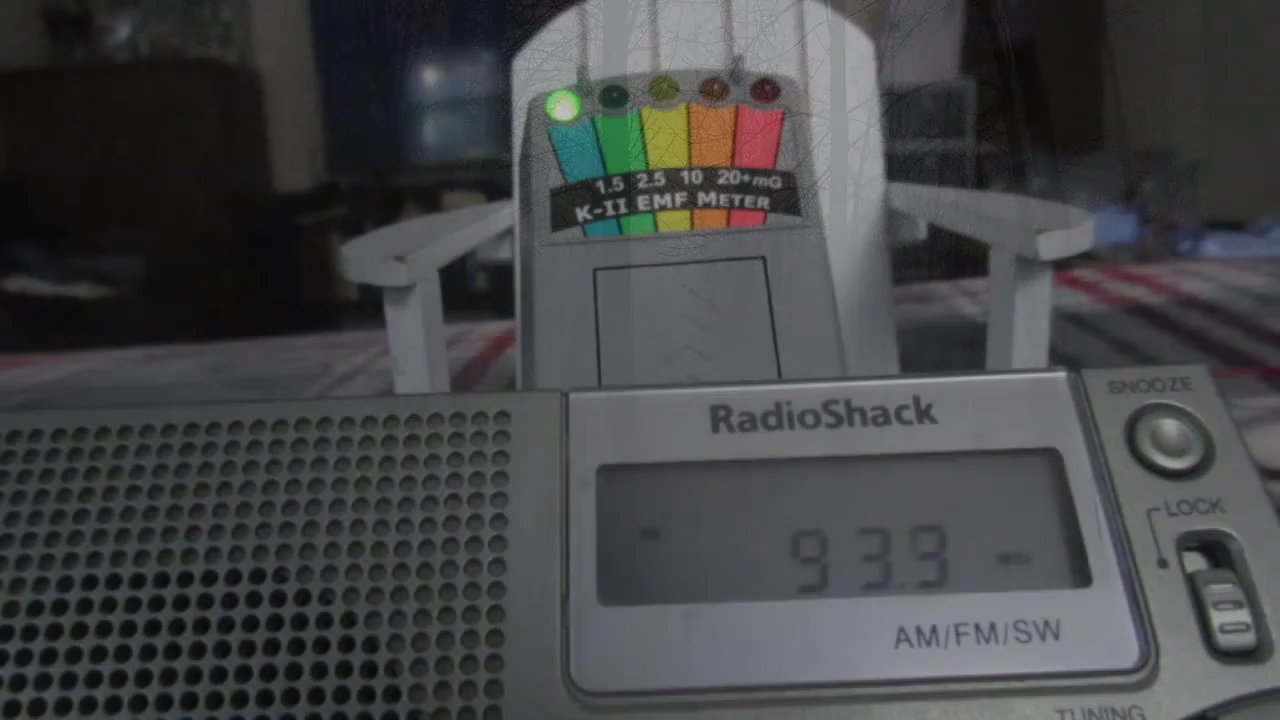 1.5 2.5 10 20+mG
K-II EMF METER
SNOOZE
RadioShack
LOCK
93.9
AM/FM/SW
TUNING